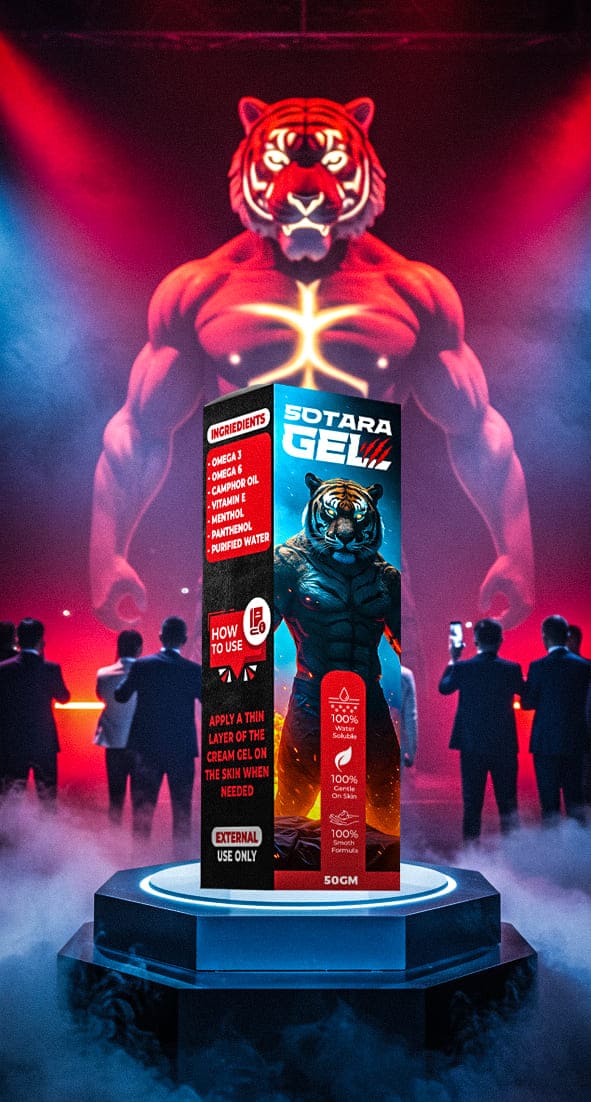 INGRIEDIENTS
- OMEGA 3
- OMEGA 6
- CAMPHOR OIL
- VITAMIN E
- MENTHOL
- PANTHENOL
- PURIFIED WATER
HOW
TO USE
APPLY A THIN
LAYER OF THE
CREAM GEL ON
THE SKIN WHEN
NEEDED
EXTERNAL
USE ONLY
SOTARA
GEL
100%
Water
Soluble
100%
Gentle
On Skin
100%
Smoth
Formula
50GM